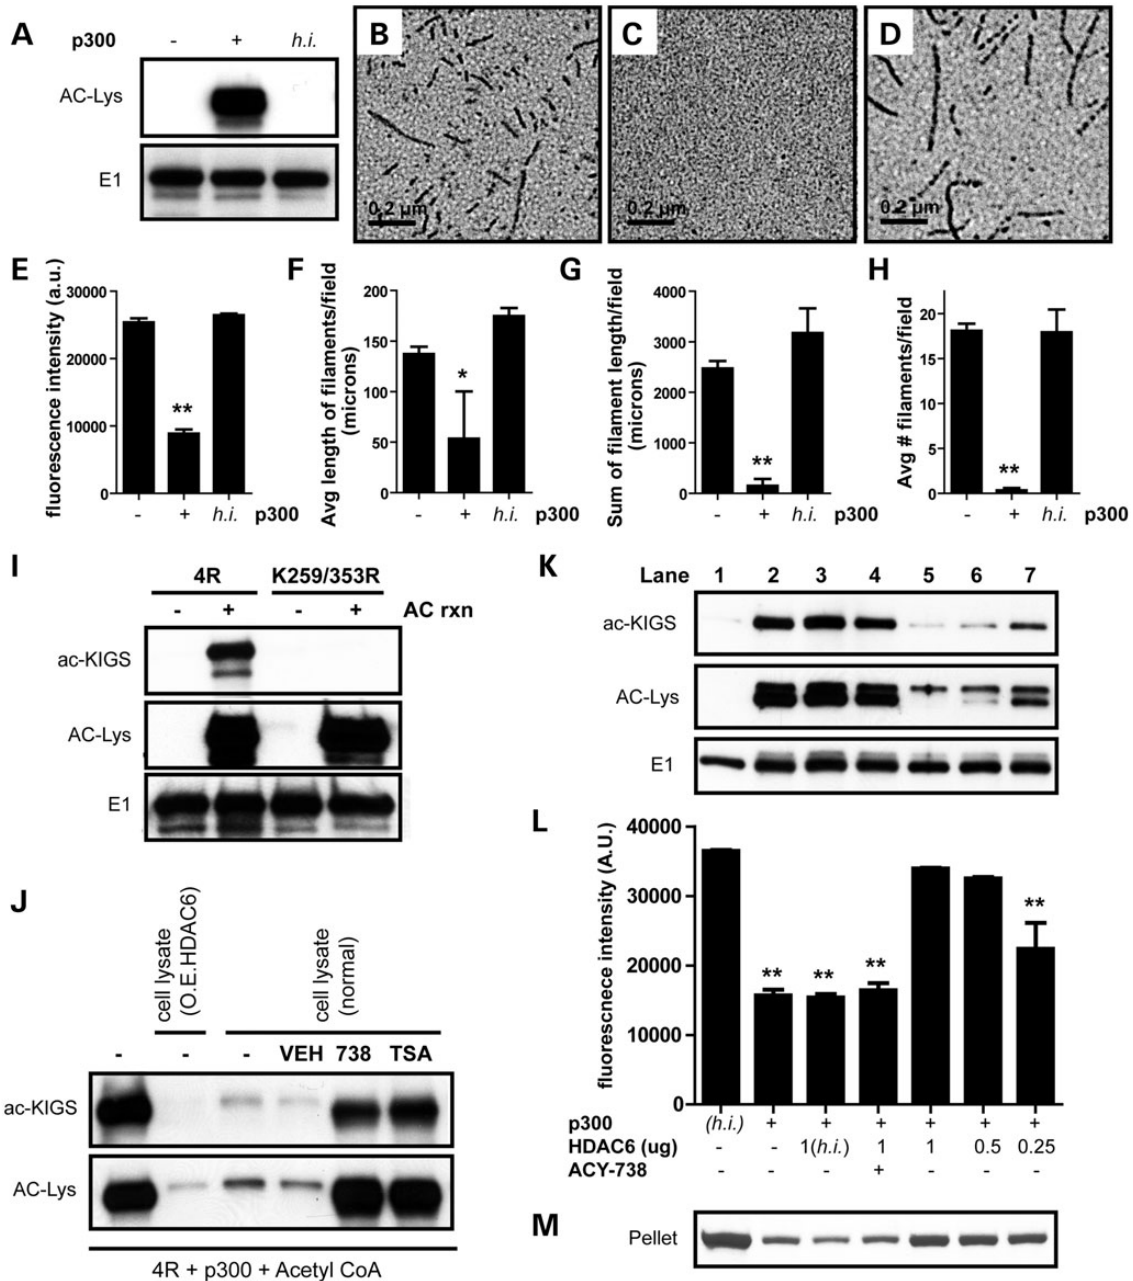 A
p300 - + h.i.
AC-Lys
E1
B
0.2 µm
C
0.2 µm
D
0.2 µm
E
fluorescence intensity (a.u.)
30000
20000
10000
0
- + h.i. p300
F
Avg length of filaments/field
(microns)
200
150
100
50
0
*
**
- + h.i. p300
G
Sum of filament length/field
(microns)
4000
3000
2000
1000
0
**
- + h.i. p300
H
Avg # filaments/field
20
15
10
5
0
**
- + h.i. p300
I
4R K259/353R
- + - + AC rxn
ac-KIGS
AC-Lys
E1
J
cell lysate
(O.E.HDAC6)
cell lysate
(normal)
- - - VEH 738 TSA
ac-KIGS
AC-Lys
4R + p300 + Acetyl CoA
K
Lane 1 2 3 4 5 6 7
ac-KIGS
AC-Lys
E1
L
fluorescnece intensity (A.U.)
40000
30000
20000
10000
0
** ** ** **
p300 (h.i.) + + + + + +
HDAC6 (ug) - - 1(h.i.) 1 1 0.5 0.25
ACY-738 - - - + - - -
M
Pellet